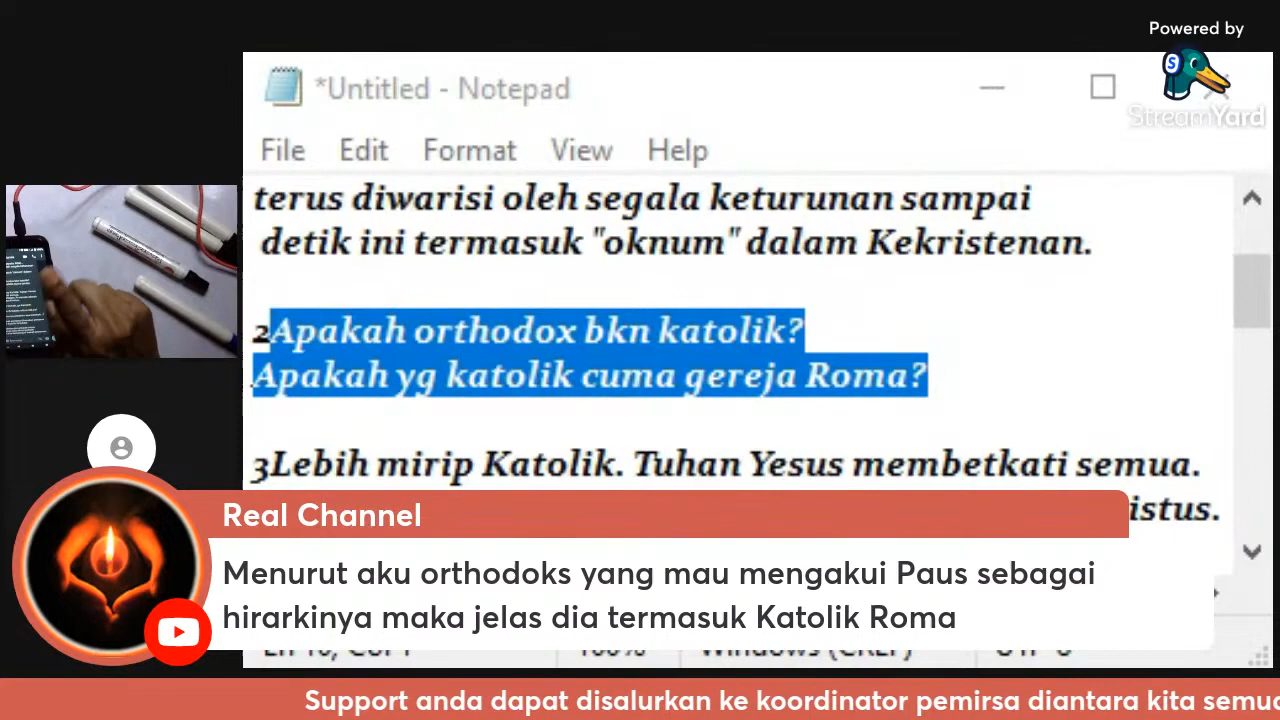 Powered by
StreamYard
*Untitled - Notepad
File Edit Format View Help
terus diwarisi oleh segala keturunan sampai
detik ini termasuk "oknum" dalam Kekristenan.
2Apakah orthodox bkn katolik?
Apakah yg katolik cuma gereja Roma?
3Lebih mirip Katolik. Tuhan Yesus membetkati semua.
istus.
Real Channel
Menurut aku orthodoks yang mau mengakui Paus sebagai
hirarkinya maka jelas dia termasuk Katolik Roma
Support anda dapat disalurkan ke koordinator pemirsa diantara kita semua